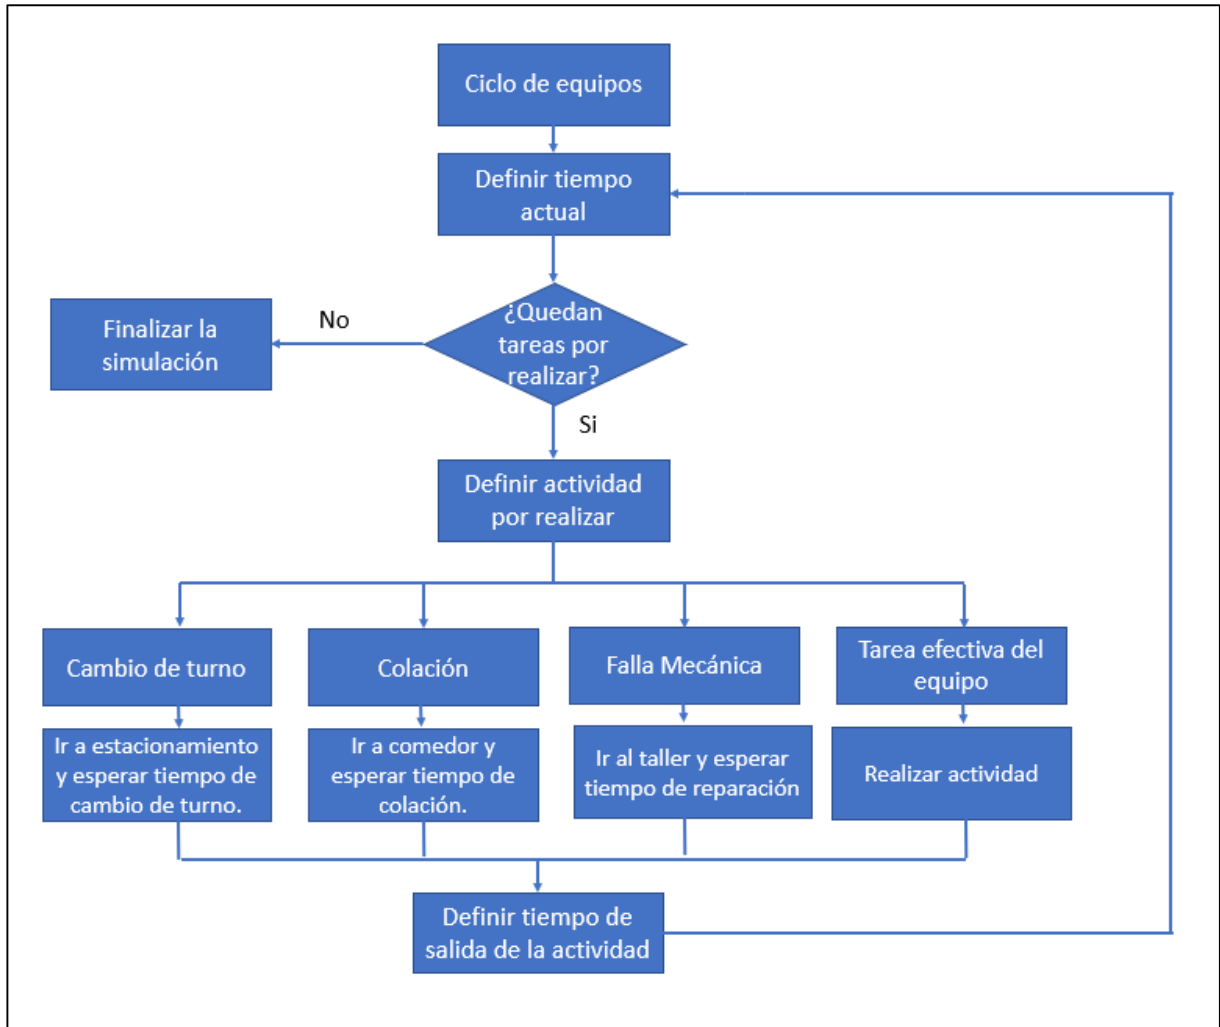 Ciclo de equipos
Definir tiempo
actual
¿Quedan
tareas por
realizar?
No
Finalizar la
simulación
Si
Definir actividad
por realizar
Cambio de turno
Colación
Falla Mecánica
Tarea efectiva del
equipo
Ir a estacionamiento
y esperar tiempo de
cambio de turno.
Ir a comedor y
esperar tiempo de
colación.
Ir al taller y esperar
tiempo de reparación
Realizar actividad
Definir tiempo de
salida de la actividad